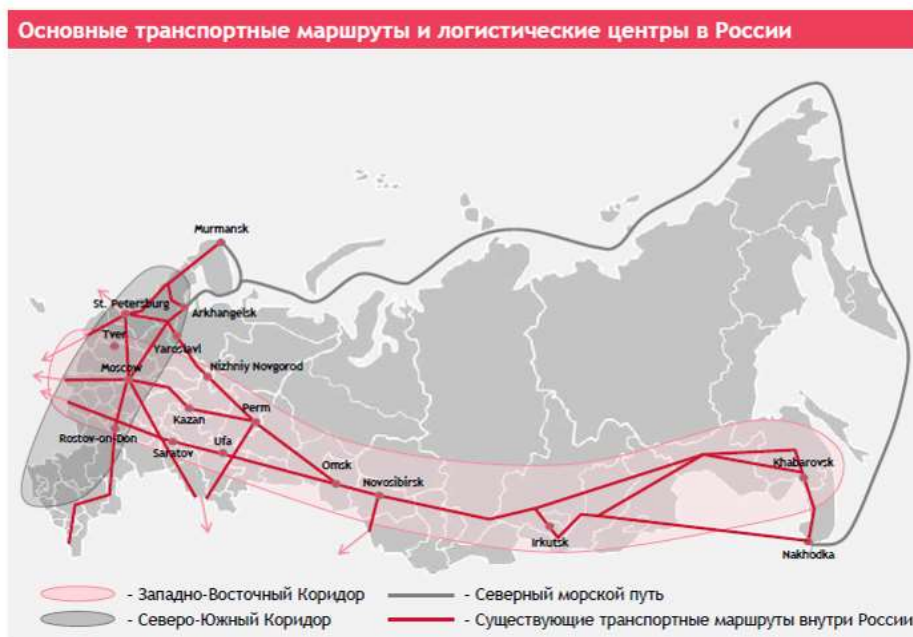 Основные транспортные маршруты и логистические центры в России
Murmansk
St. Petersburg
Arkhangelsk
Tver
Yaroslavl
Moscow
Nizhniy Novgorod
Kazan
Perm
Rostov-on-Don
Saratov
Ufa
Omsk
Novosibirsk
Khabarovsk
Irkutsk
Nakhodka
- Западно-Восточный Коридор
- Северный морской путь
- Северо-Южный Коридор
- Существующие транспортные маршруты внутри России